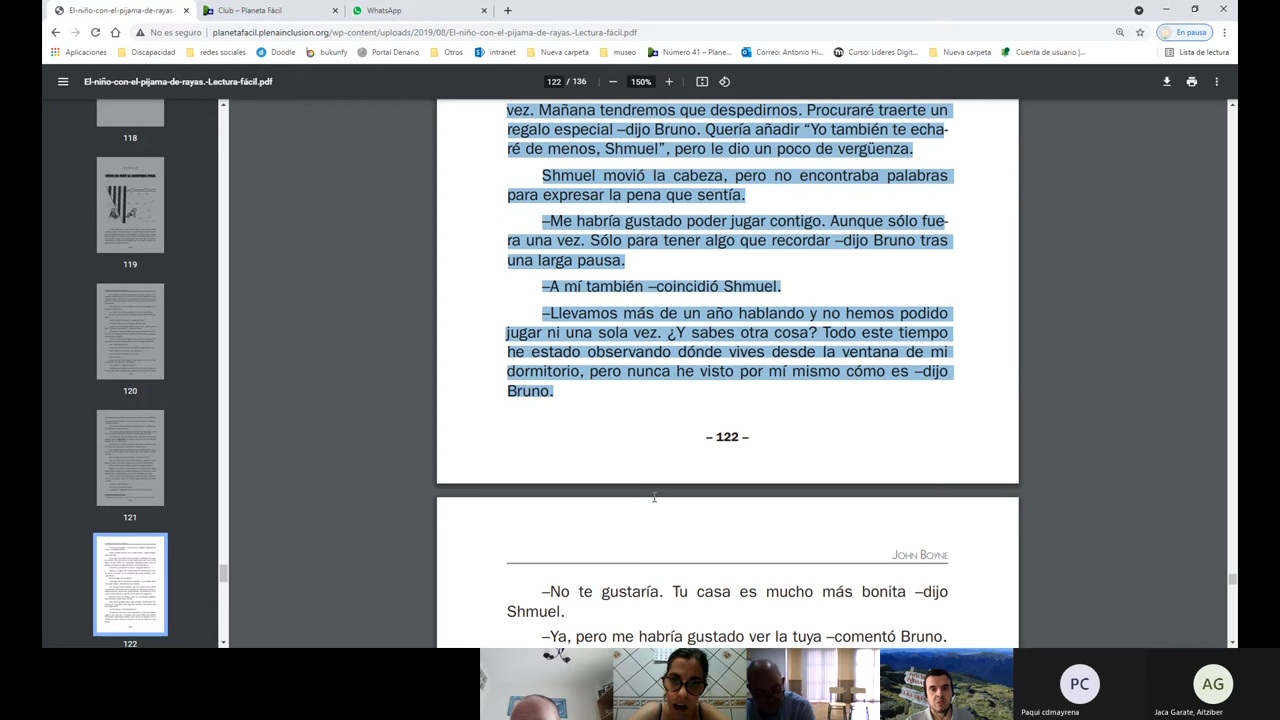 El-niño-con-el-pijama-de-rayas.-
Club – Planeta Fácil
WhatsApp
No es seguro
planetafacil.plenainclusion.org/wp-content/uploads/2019/08/El-niño-con-el-pijama-de-rayas.-Lectura-fácil.pdf
En pausa
Aplicaciones
Discapacidad
redes sociales
Doodle
bukunfy
Portal Denario
Otros
intranet
Nueva carpeta
museo
Número 41 – Plane...
Correo: Antonio Hi...
Curso: Líderes Digit...
Nueva carpeta
Cuenta de usuario |...
Lista de lectura
El-niño-con-el-pijama-de-rayas.-Lectura-fácil.pdf
122 / 136
150%
118
119
120
121
122
vez. Mañana tendremos que despedirnos. Procuraré traerte un
regalo especial –dijo Bruno. Quería añadir “Yo también te echa-
ré de menos, Shmuel”, pero le dio un poco de vergüenza.
Shmuel movió la cabeza, pero no encontraba palabras
para expresar la pena que sentía.
–Me habría gustado poder jugar contigo. Aunque sólo fue-
ra una vez. Sólo para tener algo que recordar –dijo Bruno tras
una larga pausa.
–A mí también –coincidió Shmuel.
–Llevamos más de un año hablando y no hemos podido
jugar ni una sola vez. ¿Y sabes otra cosa? Todo este tiempo
he estado observando dónde vives desde la ventana de mi
dormitorio, pero nunca he visto por mí mismo cómo es –dijo
Bruno.
– 122 –
John Boyne
–No te gustaría. Tu casa es mucho más bonita –dijo
Shmuel.
–Ya, pero me habría gustado ver la tuya –comentó Bruno.
PC
Paqui cdmayrena
AG
Jaca Garate, Aitziber